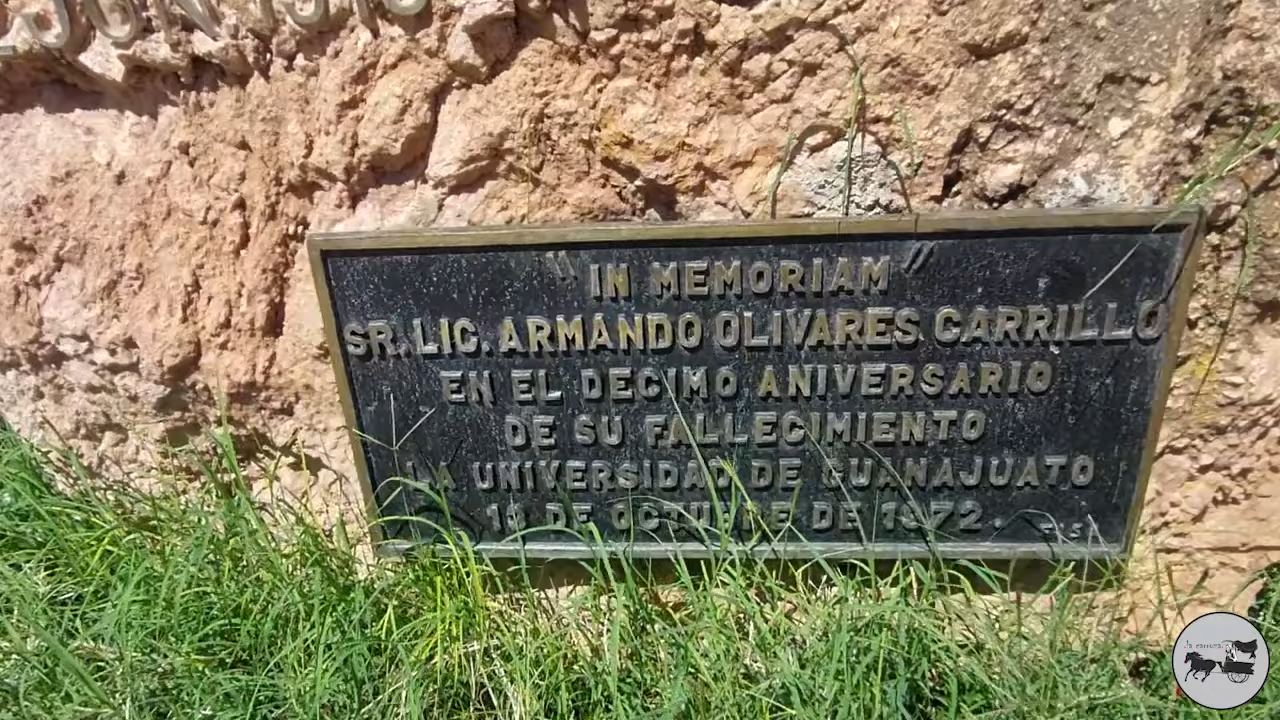 " IN MEMORIAM "
SR. LIC. ARMANDO OLIVARES CARRILLO
EN EL DECIMO ANIVERSARIO
DE SU FALLECIMIENTO
LA UNIVERSIDAD DE GUANAJUATO
DE OCTUBRE DE 1972.